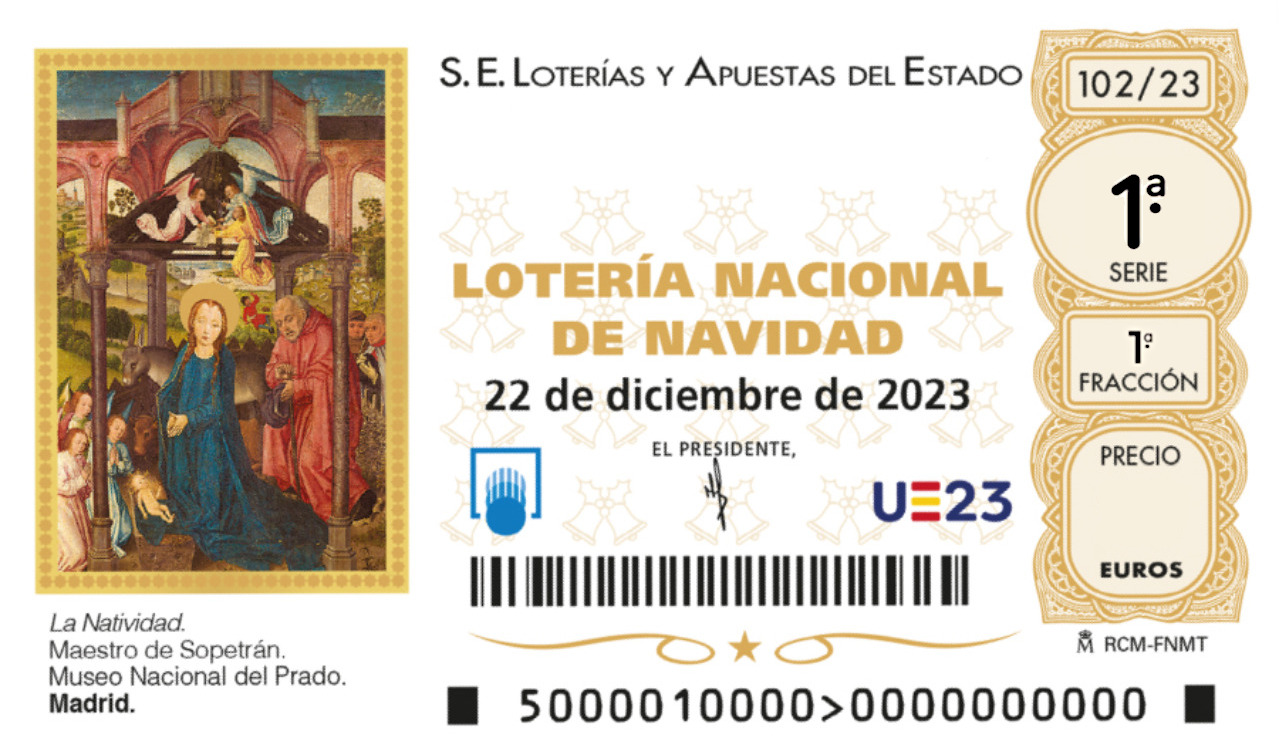 S.E. LOTERÍAS Y APUESTAS DEL ESTADO
102/23
1ª
SERIE
LOTERÍA NACIONAL
DE NAVIDAD
22 de diciembre de 2023
1ª
FRACCIÓN
EL PRESIDENTE,
UE23
PRECIO
EUROS
RCM-FNMT
La Natividad.
Maestro de Sopetrán.
Museo Nacional del Prado.
Madrid.
5000010000>0000000000